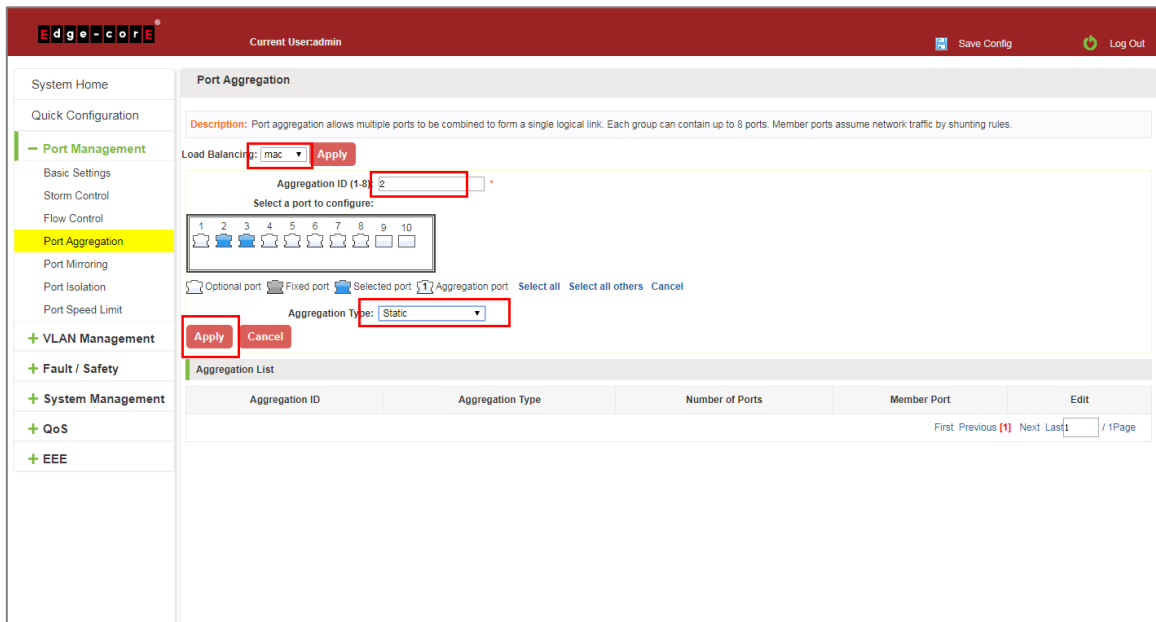 Edge-corE®
Current User:admin
Save Config
Log Out
System Home
Quick Configuration
Port Management
Basic Settings
Storm Control
Flow Control
Port Aggregation
Port Mirroring
Port Isolation
Port Speed Limit
VLAN Management
Fault / Safety
System Management
QoS
EEE
Port Aggregation
Description: Port aggregation allows multiple ports to be combined to form a single logical link. Each group can contain up to 8 ports. Member ports assume network traffic by shunting rules.
Load Balancing: mac Apply
Aggregation ID (1-8): 2 *
Select a port to configure:
1 2 3 4 5 6 7 8 9 10
Optional port Fixed port Selected port 1 Aggregation port Select all Select all others Cancel
Aggregation Type: Static
Apply Cancel
Aggregation List
Aggregation ID Aggregation Type Number of Ports Member Port Edit
First Previous [1] Next Last 1 / 1Page